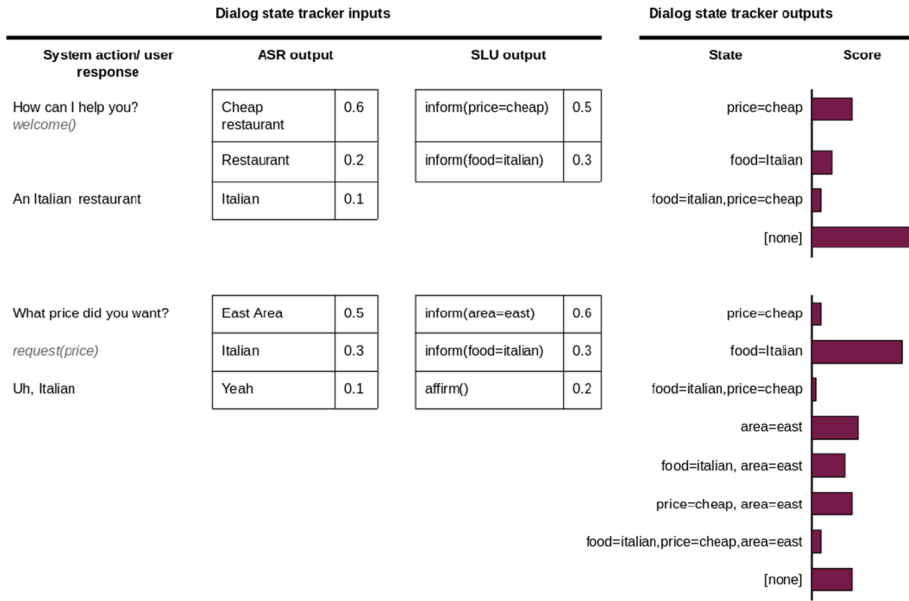 Dialog state tracker inputs
Dialog state tracker outputs
System action/ user
response
ASR output
SLU output
State
Score
How can I help you?
welcome()
An Italian restaurant
Cheap
restaurant
0.6
Restaurant
0.2
Italian
0.1
inform(price=cheap)
0.5
inform(food=italian)
0.3
price=cheap
food=Italian
food=italian,price=cheap
[none]
What price did you want?
request(price)
Uh, Italian
East Area
0.5
Italian
0.3
Yeah
0.1
inform(area=east)
0.6
inform(food=italian)
0.3
affirm()
0.2
price=cheap
food=Italian
food=italian,price=cheap
area=east
food=italian, area=east
price=cheap, area=east
food=italian,price=cheap,area=east
[none]